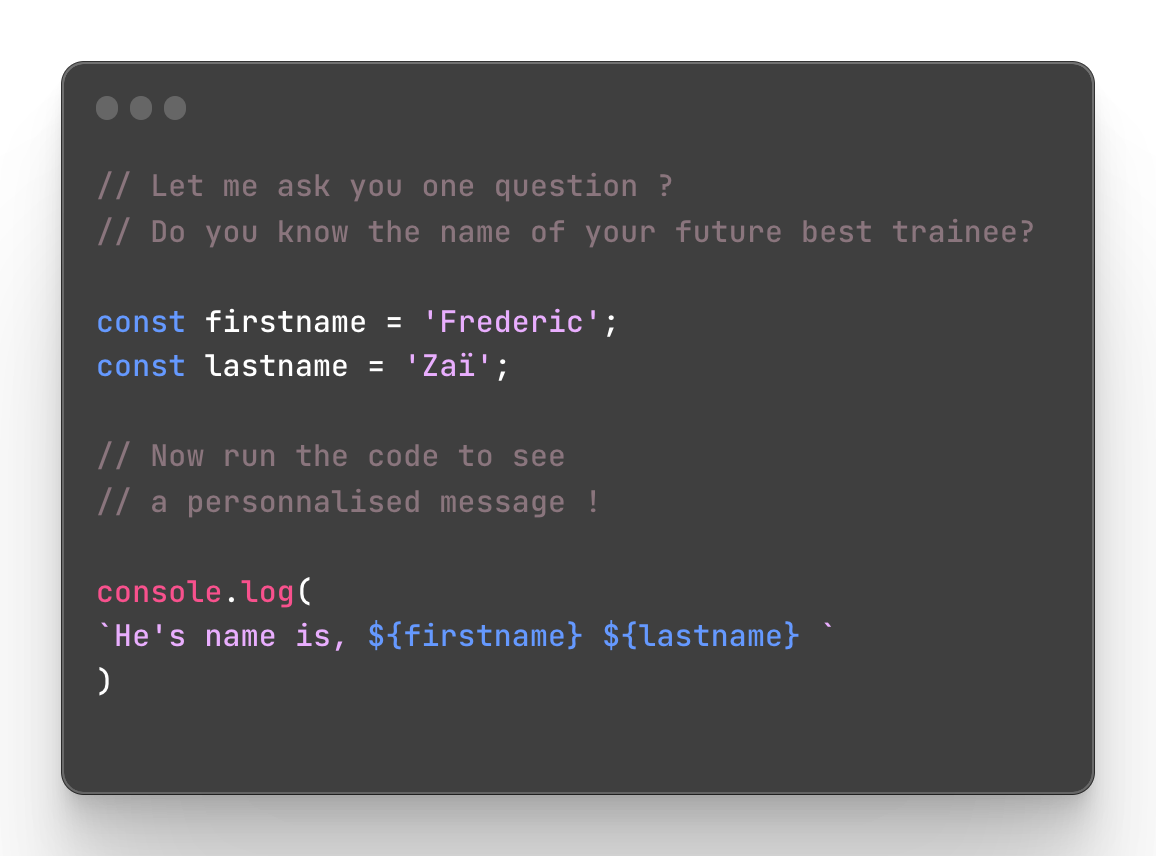 // Let me ask you one question ?
// Do you know the name of your future best trainee?
const firstname = 'Frederic';
const lastname = 'Zaï';
// Now run the code to see
// a personnalised message !
console.log(
`He's name is, ${firstname} ${lastname} `
)